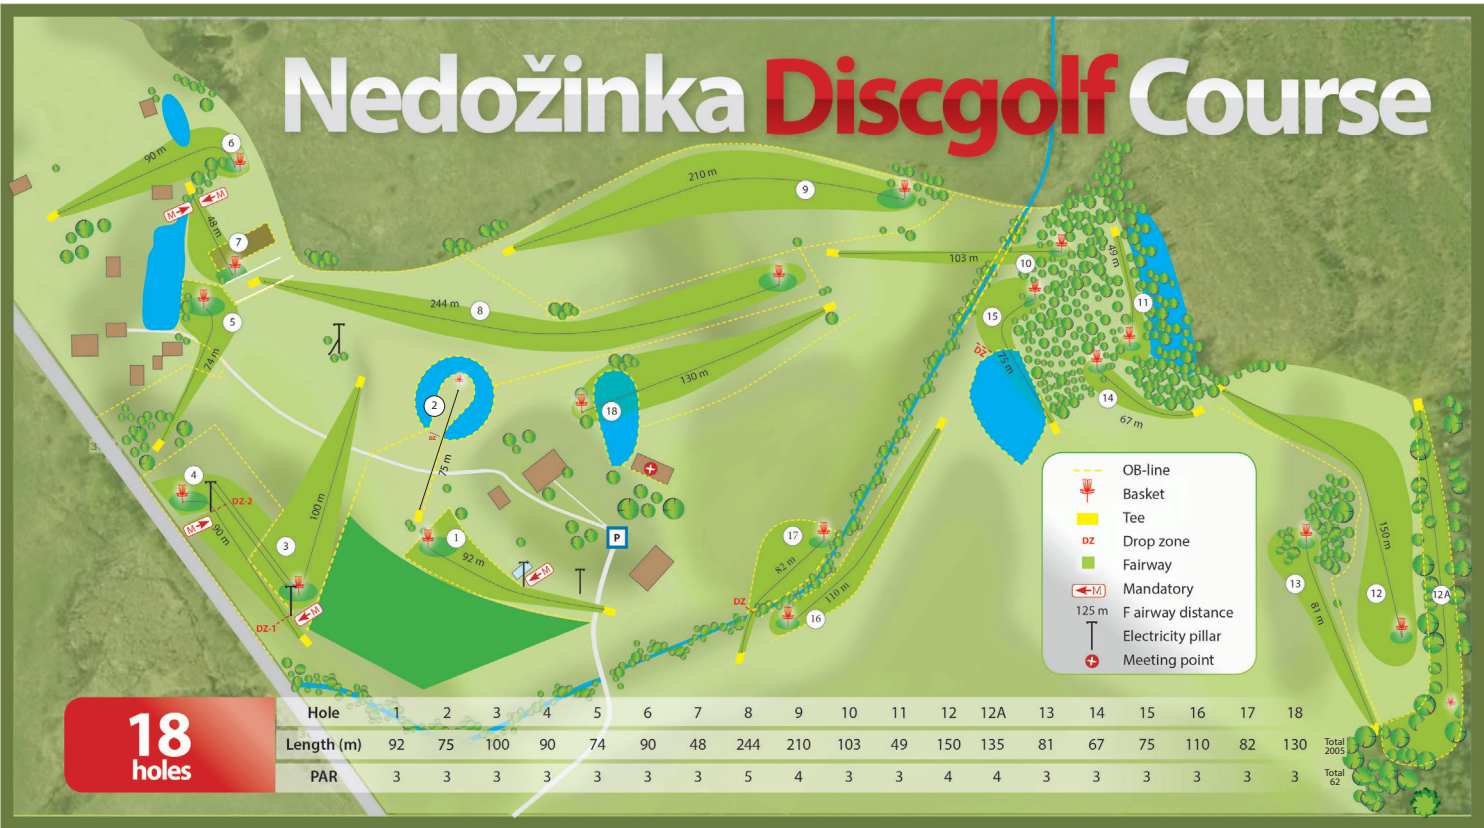 Nedožinka Discgolf Course
6
90 m
M
M
48 m
7
210 m
9
5
74 m
244 m
8
103 m
10
49 m
11
15
DZ
75 m
14
67 m
2
DZ
75 m
130 m
18
4
DZ-2
M
90 m
3
100 m
DZ-1
M
1
92 m
M
P
17
82 m
DZ
110 m
16
150 m
12
12A
13
81 m
OB-line
Basket
Tee
DZ Drop zone
Fairway
M Mandatory
125 m F airway distance
Electricity pillar
Meeting point
18
holes
Hole 1 2 3 4 5 6 7 8 9 10 11 12 12A 13 14 15 16 17 18
Length (m) 92 75 100 90 74 90 48 244 210 103 49 150 135 81 67 75 110 82 130 Total 2005
PAR 3 3 3 3 3 3 3 5 4 3 3 4 4 3 3 3 3 3 3 Total 62